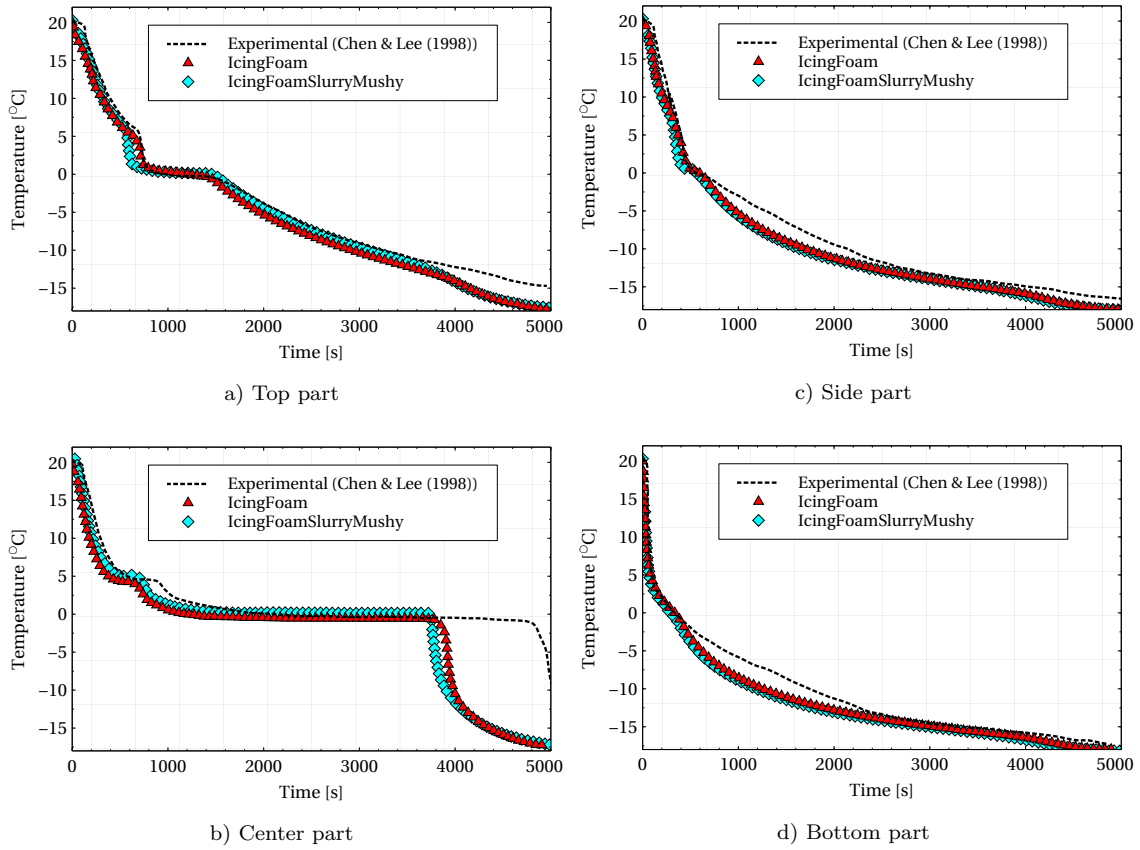 Experimental (Chen & Lee (1998))
IcingFoam
IcingFoamSlurryMushy
Temperature [°C]
20
15
10
5
0
−5
−10
−15
0 1000 2000 3000 4000 5000
Time [s]
a) Top part
Experimental (Chen & Lee (1998))
IcingFoam
IcingFoamSlurryMushy
Temperature [°C]
20
15
10
5
0
−5
−10
−15
0 1000 2000 3000 4000 5000
Time [s]
c) Side part
Experimental (Chen & Lee (1998))
IcingFoam
IcingFoamSlurryMushy
Temperature [°C]
20
15
10
5
0
−5
−10
−15
0 1000 2000 3000 4000 5000
Time [s]
b) Center part
Experimental (Chen & Lee (1998))
IcingFoam
IcingFoamSlurryMushy
Temperature [°C]
20
15
10
5
0
−5
−10
−15
0 1000 2000 3000 4000 5000
Time [s]
d) Bottom part